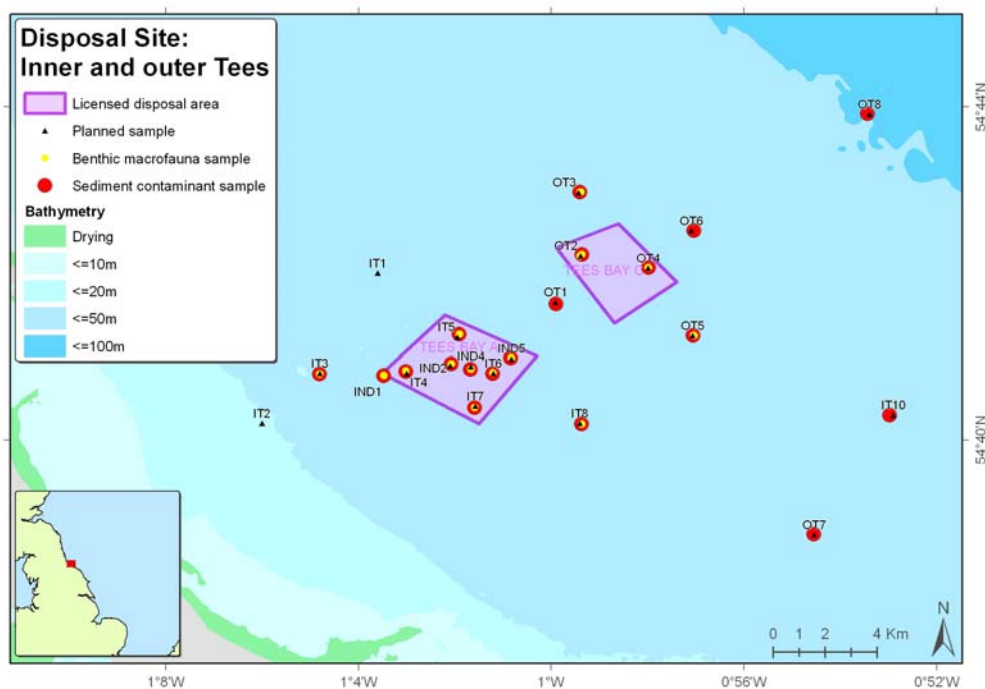 Disposal Site:
Inner and outer Tees
Licensed disposal area
Planned sample
Benthic macrofauna sample
Sediment contaminant sample
Bathymetry
Drying
<=10m
<=20m
<=50m
<=100m
OT8
54°44'N
OT3
OT6
OT2
OT4
TEES BAY
IT1
OT1
IT5
OT5
TEES BAY A
IND4
IND5
IND2
IT6
IT3
IT4
IND1
IT7
IT2
IT8
IT10
54°40'N
OT7
N
0 1 2 4 Km
1°8'W
1°4'W
1°W
0°56'W
0°52'W